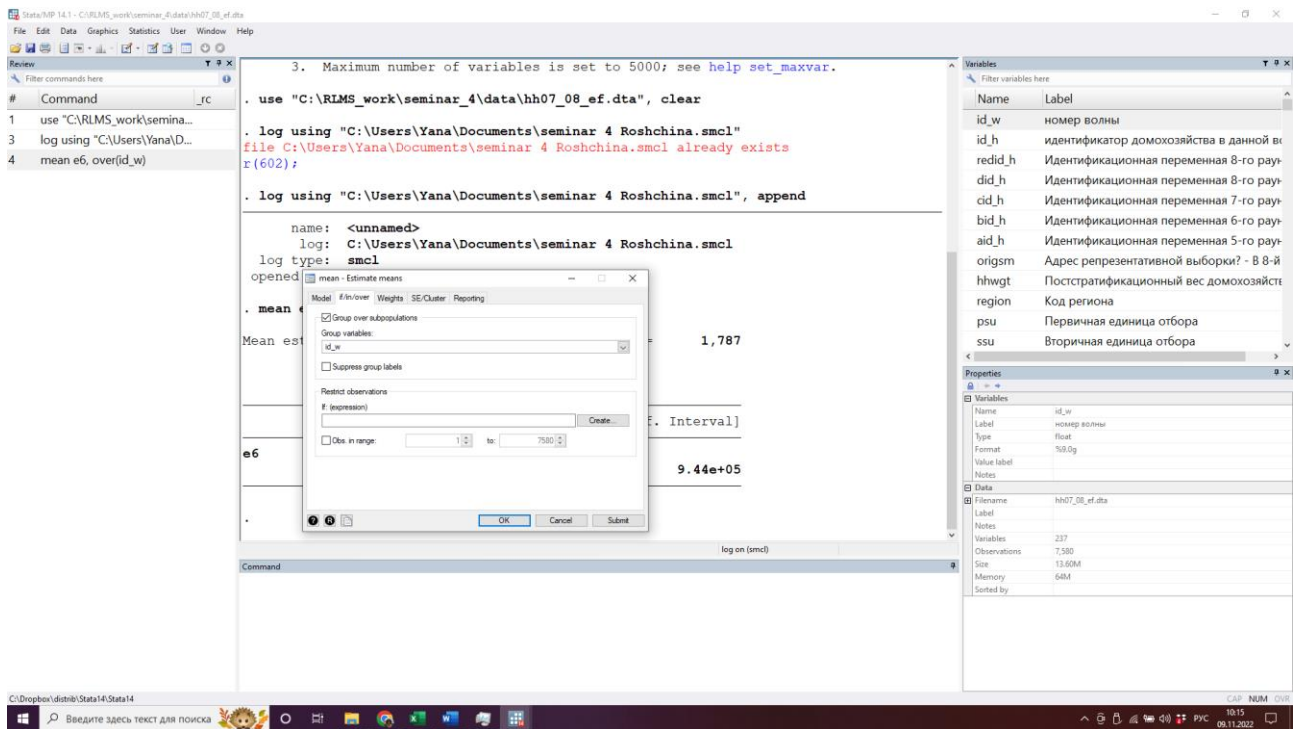 Stata/MP 14.1 - C:\RLMS_work\seminar_4\data\hh07_08_ef.dta
File Edit Data Graphics Statistics User Window Help
Review
Filter commands here
# Command _rc
1 use "C:\RLMS_work\semina...
3 log using "C:\Users\Yana\D...
4 mean e6, over(id_w)
3. Maximum number of variables is set to 5000; see help set_maxvar.
. use "C:\RLMS_work\seminar_4\data\hh07_08_ef.dta", clear
. log using "C:\Users\Yana\Documents\seminar 4 Roshchina.smcl"
file C:\Users\Yana\Documents\seminar 4 Roshchina.smcl already exists
r(602);
. log using "C:\Users\Yana\Documents\seminar 4 Roshchina.smcl", append
name: <unnamed>
log: C:\Users\Yana\Documents\seminar 4 Roshchina.smcl
log type: smcl
opened
. mean e
Mean est = 1,787
f. Interval]
e6
9.44e+05
.
mean - Estimate means
Model if/in/over Weights SE/Cluster Reporting
Group over subpopulations
Group variables:
id_w
Suppress group labels
Restrict observations
If: (expression)
Create...
Obs. in range: 1 to: 7580
OK Cancel Submit
log on (smcl)
Command
Variables
Filter variables here
Name Label
id_w номер волны
id_h идентификатор домохозяйства в данной во
redid_h Идентификационная переменная 8-го раун
did_h Идентификационная переменная 8-го раун
cid_h Идентификационная переменная 7-го раун
bid_h Идентификационная переменная 6-го раун
aid_h Идентификационная переменная 5-го раун
origsm Адрес репрезентативной выборки? - В 8-й
hhwgt Постстратификационный вес домохозяйств
region Код региона
psu Первичная единица отбора
ssu Вторичная единица отбора
Properties
Variables
Name id_w
Label номер волны
Type float
Format %9.0g
Value label
Notes
Data
Filename hh07_08_ef.dta
Label
Notes
Variables 237
Observations 7,580
Size 13.60M
Memory 64M
Sorted by
C:\Dropbox\distrib\Stata14\Stata14
CAP NUM OVR
Введите здесь текст для поиска
РУС
10:15
09.11.2022